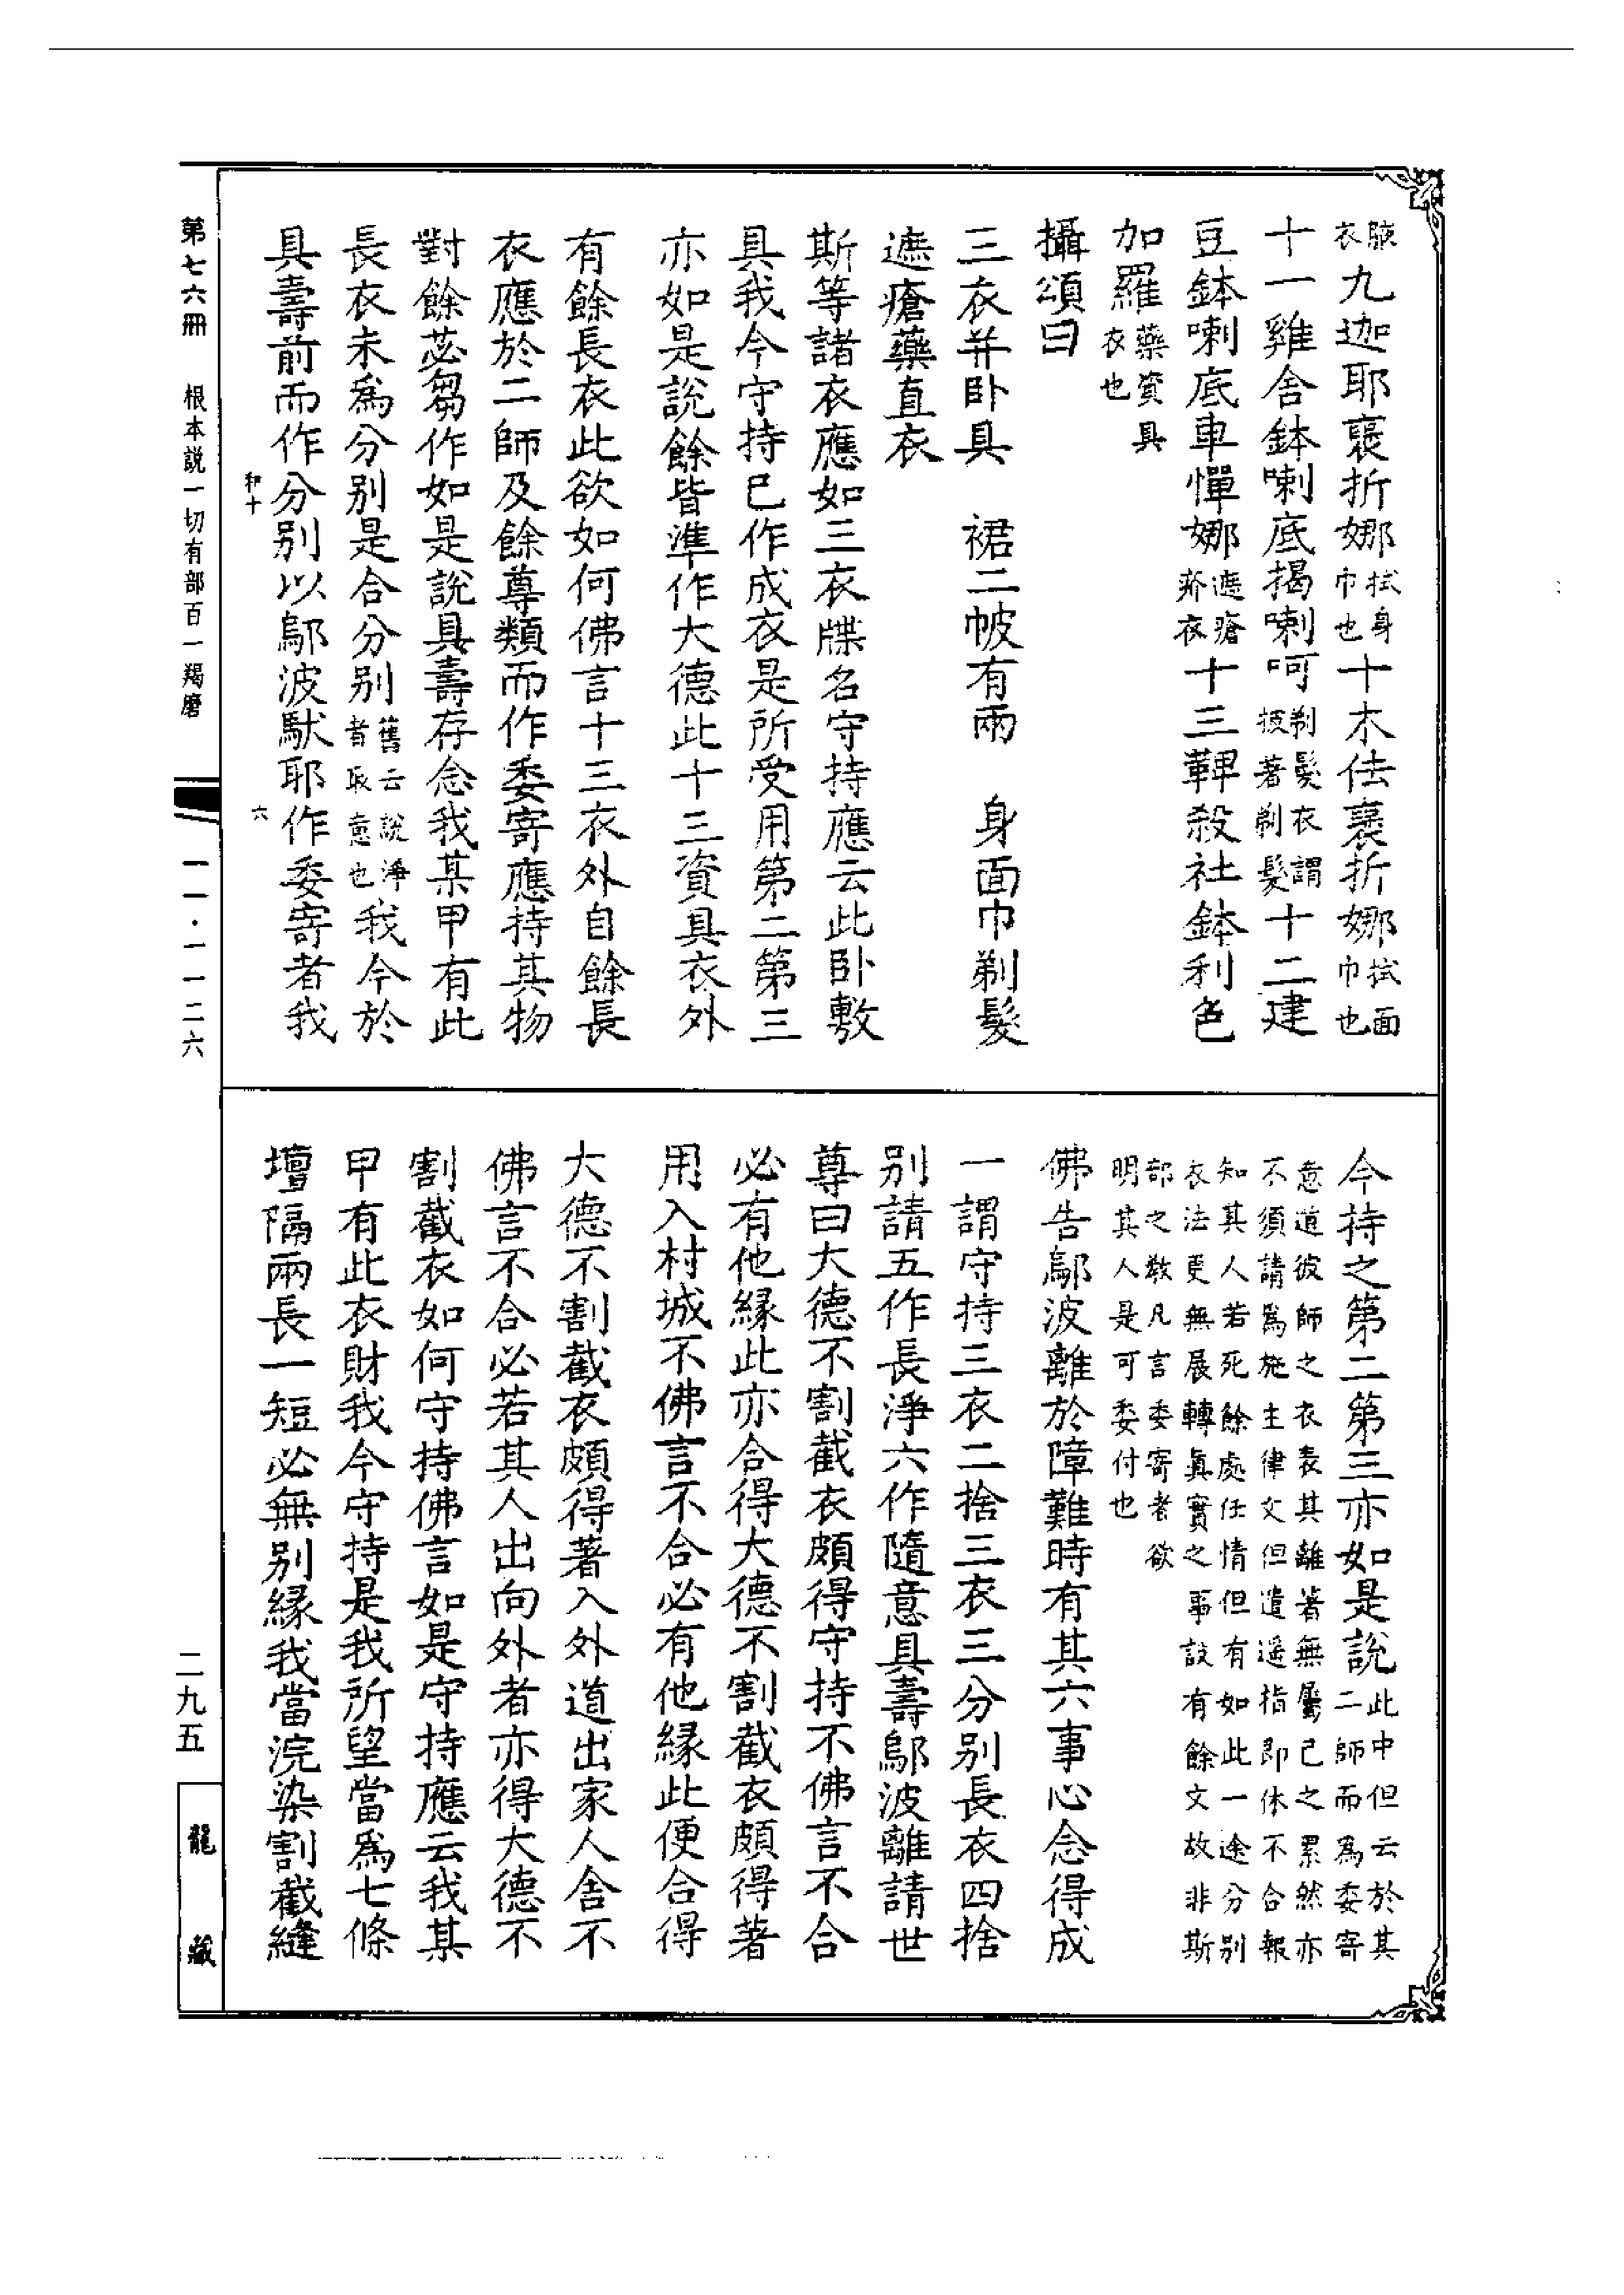 腋衣九迦耶裛折娜拭身巾也十木佉裛折娜拭面巾也
十一雞舍鉢喇底揭喇呵剃髮衣謂披著剃髮十二建
豆鉢喇底車憚娜遮瘡疥衣十三鞞殺社鉢利色
加羅藥資具衣也
攝頌曰
三衣并卧具　裙二帔有兩　身面巾剃髮
遮瘡藥直衣
斯等諸衣應如三衣牒名守持應云此卧敷
具我今守持已作成衣是所受用第二第三
亦如是說餘皆準作大德此十三資具衣外
有餘長衣此欲如何佛言十三衣外自餘長
衣應於二師及餘尊類而作委寄應持其物
對餘苾芻作如是說具壽存念我某甲有此
長衣未為分别是合分别舊云說淨者取意也我今於
具壽前而作分别以鄔波馱耶作委寄者我
和十
六
今持之第二第三亦如是說此中但云於其二師而為委寄
意道彼師之衣表其離著無屬己之累然亦不須請為施主律文但遣遥指即休不合報
知其人若死餘處任情但有如此一途分别衣法更無展轉真實之事設有餘文故非斯
部之教凡言委寄者欲明其人是可委付也
佛告鄔波離於障難時有其六事心念得成
一謂守持三衣二捨三衣三分别長衣四捨
别請五作長淨六作隨意具壽鄔波離請世
尊曰大德不割截衣頗得守持不佛言不合
必有他緣此亦合得大德不割截衣頗得著
用入村城不佛言不合必有他緣此便合得
大德不割截衣頗得著入外道出家人舍不
佛言不合必若其人出向外者亦得大德不
割截衣如何守持佛言如是守持應云我某
甲有此衣財我今守持是我所望當為七條
壇隔兩長一短必無别緣我當浣染割截縫
第七六冊　根本説一切有部百一羯磨
一一·一一二六
二九五
龍藏